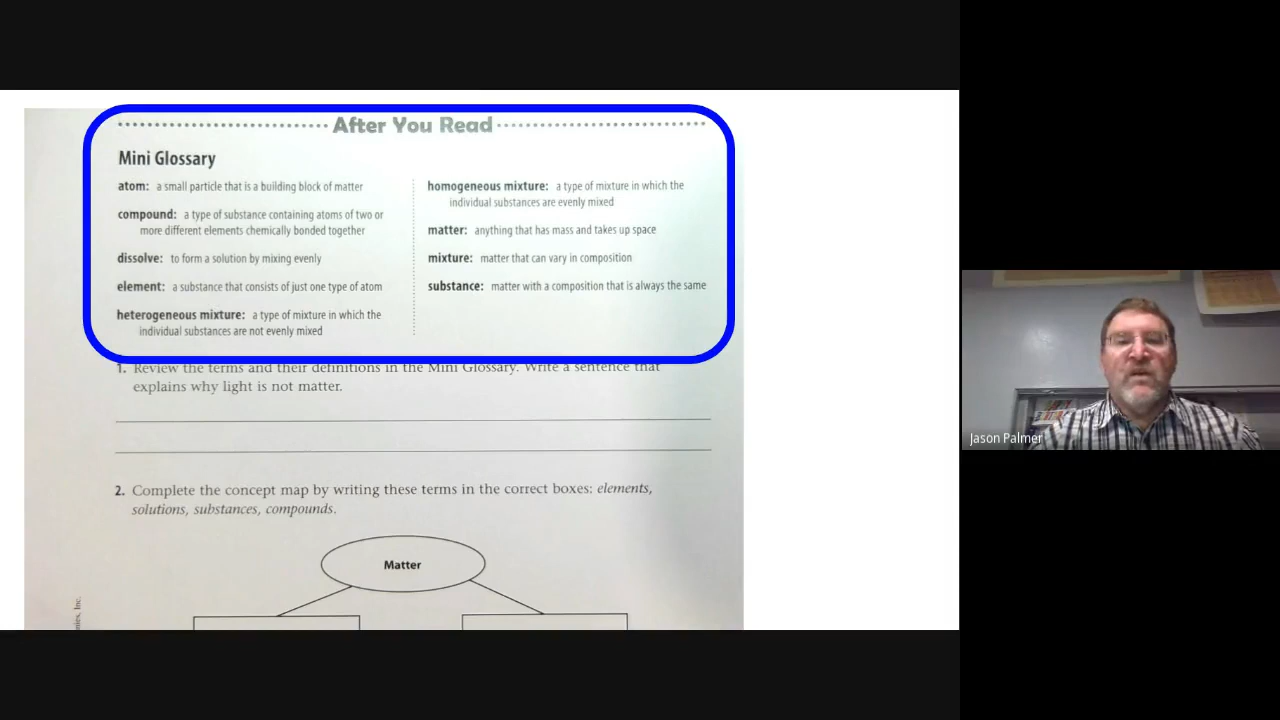 After You Read
Mini Glossary
atom: a small particle that is a building block of matter
compound: a type of substance containing atoms of two or
more different elements chemically bonded together
dissolve: to form a solution by mixing evenly
element: a substance that consists of just one type of atom
heterogeneous mixture: a type of mixture in which the
individual substances are not evenly mixed
homogeneous mixture: a type of mixture in which the
individual substances are evenly mixed
matter: anything that has mass and takes up space
mixture: matter that can vary in composition
substance: matter with a composition that is always the same
1. Review the terms and their definitions in the Mini Glossary. Write a sentence that
explains why light is not matter.
2. Complete the concept map by writing these terms in the correct boxes: elements,
solutions, substances, compounds.
Matter
Inc.
Jason Palmer